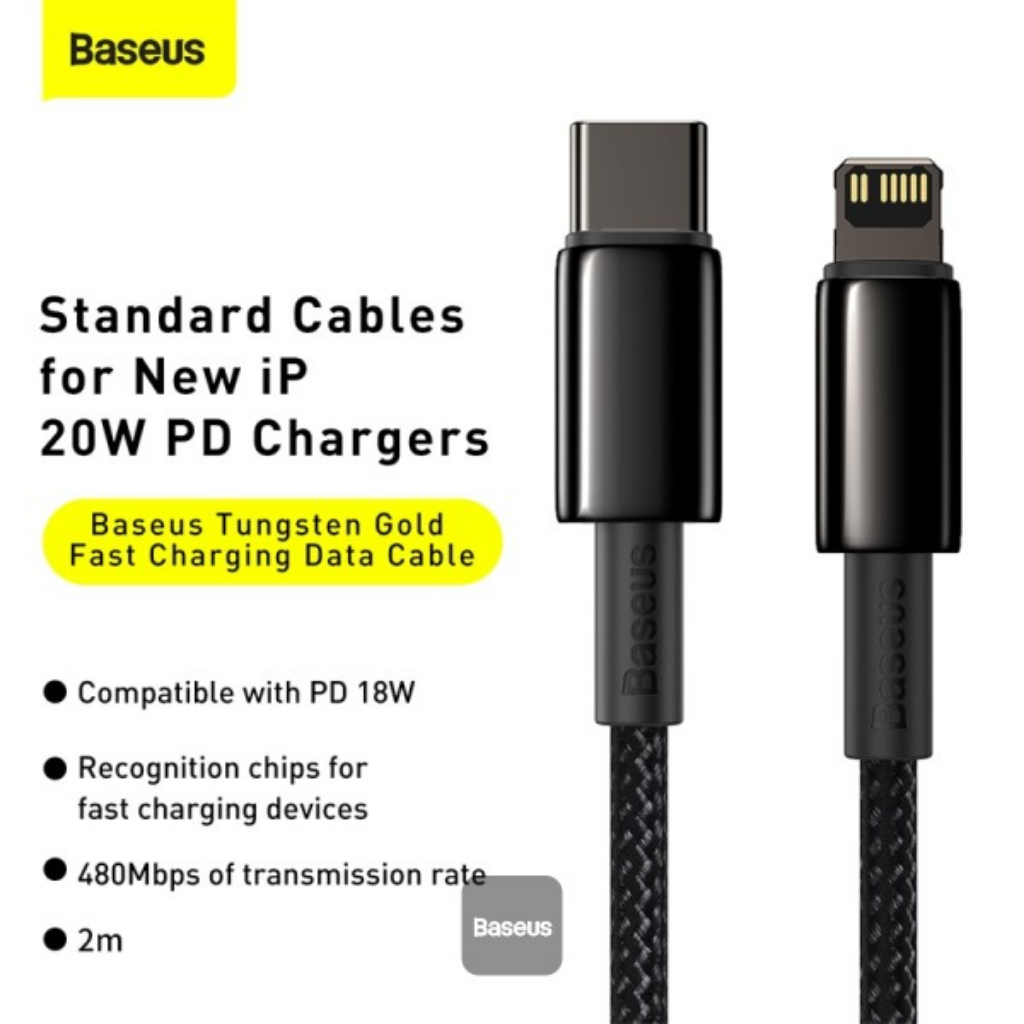 Baseus
Standard Cables
for New iP
20W PD Chargers
Baseus Tungsten Gold
Fast Charging Data Cable
● Compatible with PD 18W
● Recognition chips for
fast charging devices
● 480Mbps of transmission rate
● 2m
Baseus
Baseus
Baseus